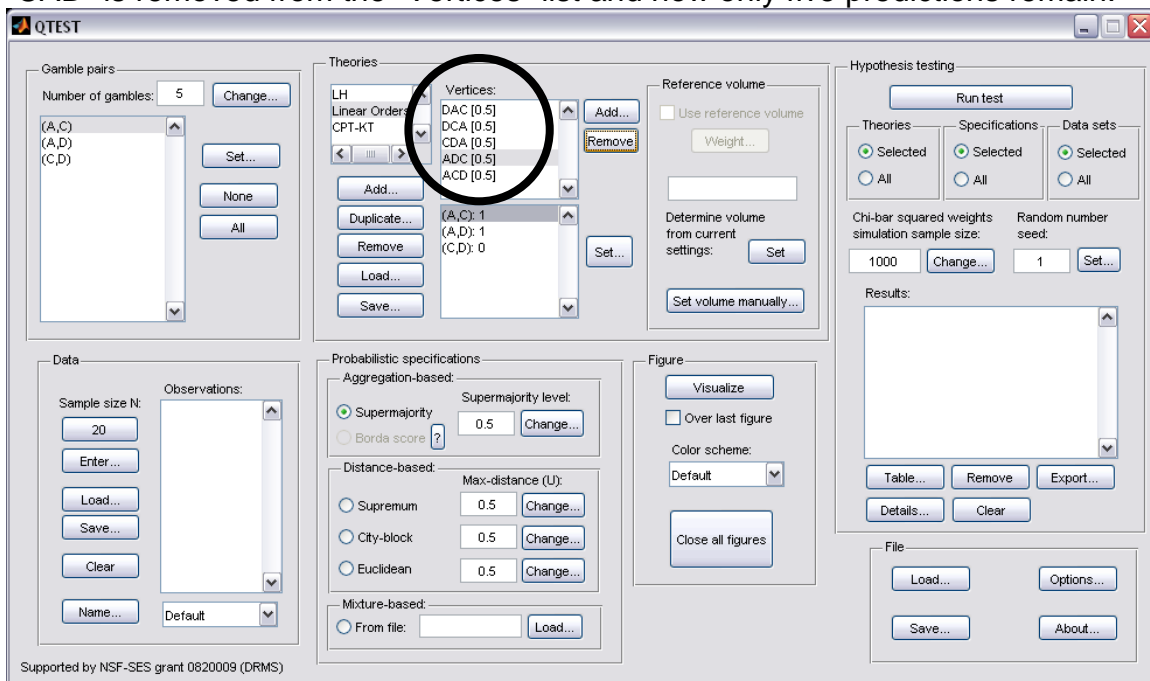 "CAD" is removed from the "Vertices" list and now only five predictions remain.
QTEST
Gamble pairs
Number of gambles: 5 Change...
(A,C)
(A,D)
(C,D)
Set...
None
All
Theories
LH
Linear Orders
CPT-KT
Add...
Duplicate...
Remove
Load...
Save...
Vertices:
DAC [0.5]
DCA [0.5]
CDA [0.5]
ADC [0.5]
ACD [0.5]
Add...
Remove
(A,C): 1
(A,D): 1
(C,D): 0
Set...
Reference volume
Use reference volume
Weight...
Determine volume
from current
settings: Set
Set volume manually...
Hypothesis testing
Run test
Theories
Selected
All
Specifications
Selected
All
Data sets
Selected
All
Chi-bar squared weights
simulation sample size:
1000 Change...
Random number
seed:
1 Set...
Results:
Table... Remove Export...
Details... Clear
Data
Sample size N:
20
Enter...
Load...
Save...
Clear
Name... Default
Observations:
Probabilistic specifications
Aggregation-based:
Supermajority level:
Supermajority 0.5 Change...
Borda score ?
Distance-based:
Max-distance (U):
Supremum 0.5 Change...
City-block 0.5 Change...
Euclidean 0.5 Change...
Mixture-based:
From file: Load...
Figure
Visualize
Over last figure
Color scheme:
Default
Close all figures
File
Load... Options...
Save... About...
Supported by NSF-SES grant 0820009 (DRMS)